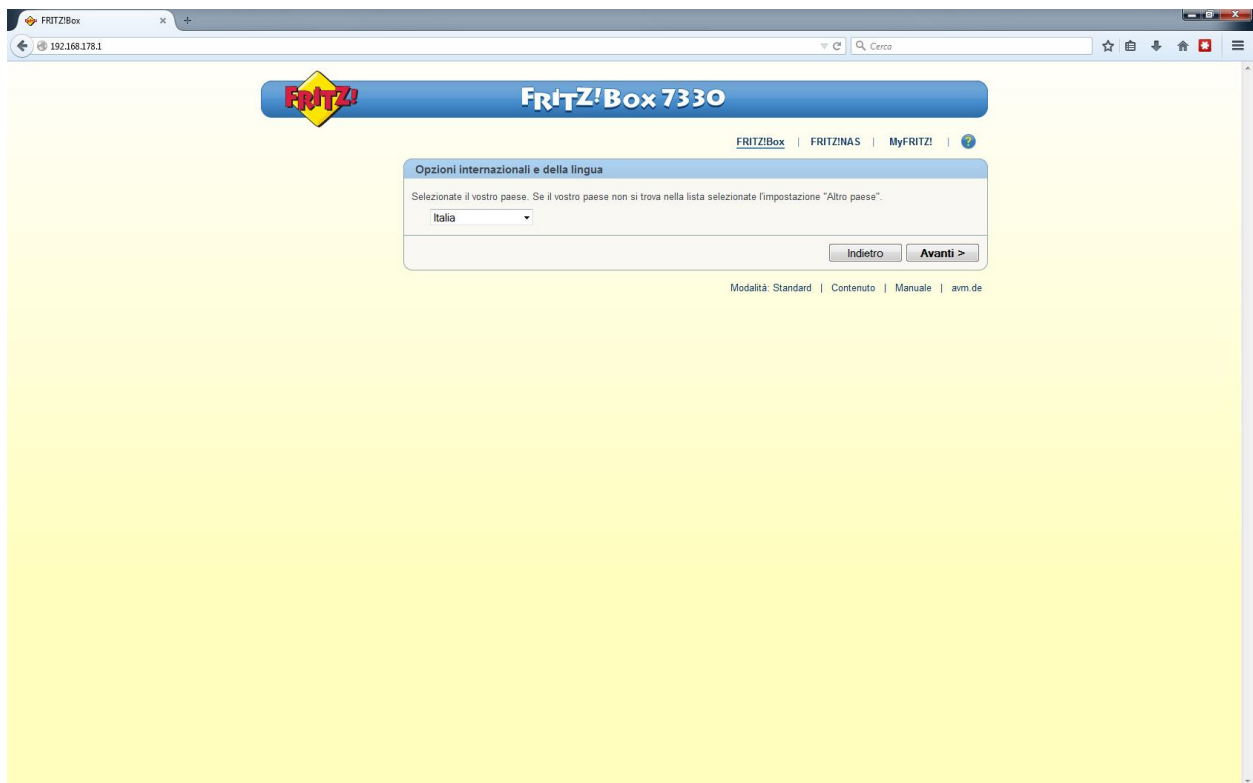 FRITZ!Box
192.168.178.1
Cerca
FRITZ!
FRITZ!Box 7330
FRITZ!Box | FRITZ!NAS | MyFRITZ! | ?
Opzioni internazionali e della lingua
Selezionate il vostro paese. Se il vostro paese non si trova nella lista selezionate l'impostazione "Altro paese".
Italia
Indietro Avanti >
Modalità: Standard | Contenuto | Manuale | avm.de